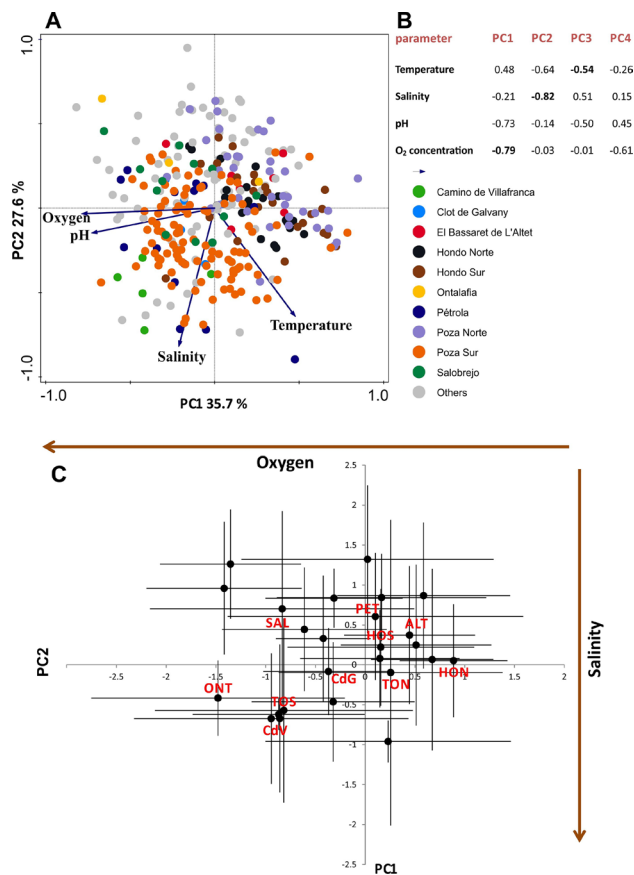 A
B
parameter PC1 PC2 PC3 PC4
Temperature 0.48 -0.64 -0.54 -0.26
Salinity -0.21 -0.82 0.51 0.15
pH -0.73 -0.14 -0.50 0.45
O₂ concentration -0.79 -0.03 -0.01 -0.61
Camino de Villafranca
Clot de Galvany
El Bassaret de L'Altet
Hondo Norte
Hondo Sur
Ontalafia
Pétrola
Poza Norte
Poza Sur
Salobrejo
Others
1.0
PC2 27.6 %
-1.0
Oxygen
pH
Salinity
Temperature
-1.0 1.0
PC1 35.7 %
Oxygen
C
Salinity
PC2
PC1
2.5
2
1.5
1
0.5
0
-0.5
-1
-1.5
-2
-2.5
-3 -2.5 -2 -1.5 -1 -0.5 0 0.5 1 1.5 2
PET
SAL
ALT
HOS
CdG
TON
HON
ONT
TOS
CdV